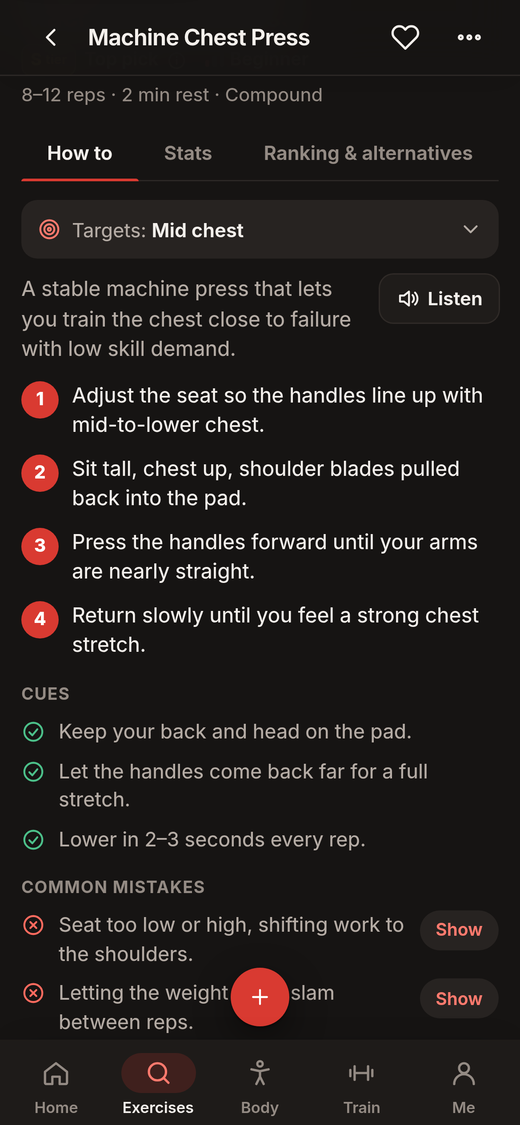 Machine Chest Press
8–12 reps · 2 min rest · Compound
How to
Stats
Ranking & alternatives
Targets: Mid chest
A stable machine press that lets
you train the chest close to failure
with low skill demand.
Listen
1 Adjust the seat so the handles line up with
mid-to-lower chest.
2 Sit tall, chest up, shoulder blades pulled
back into the pad.
3 Press the handles forward until your arms
are nearly straight.
4 Return slowly until you feel a strong chest
stretch.
CUES
Keep your back and head on the pad.
Let the handles come back far for a full
stretch.
Lower in 2–3 seconds every rep.
COMMON MISTAKES
Seat too low or high, shifting work to
the shoulders.
Show
Letting the weight slam
between reps.
Show
Home
Exercises
Body
Train
Me